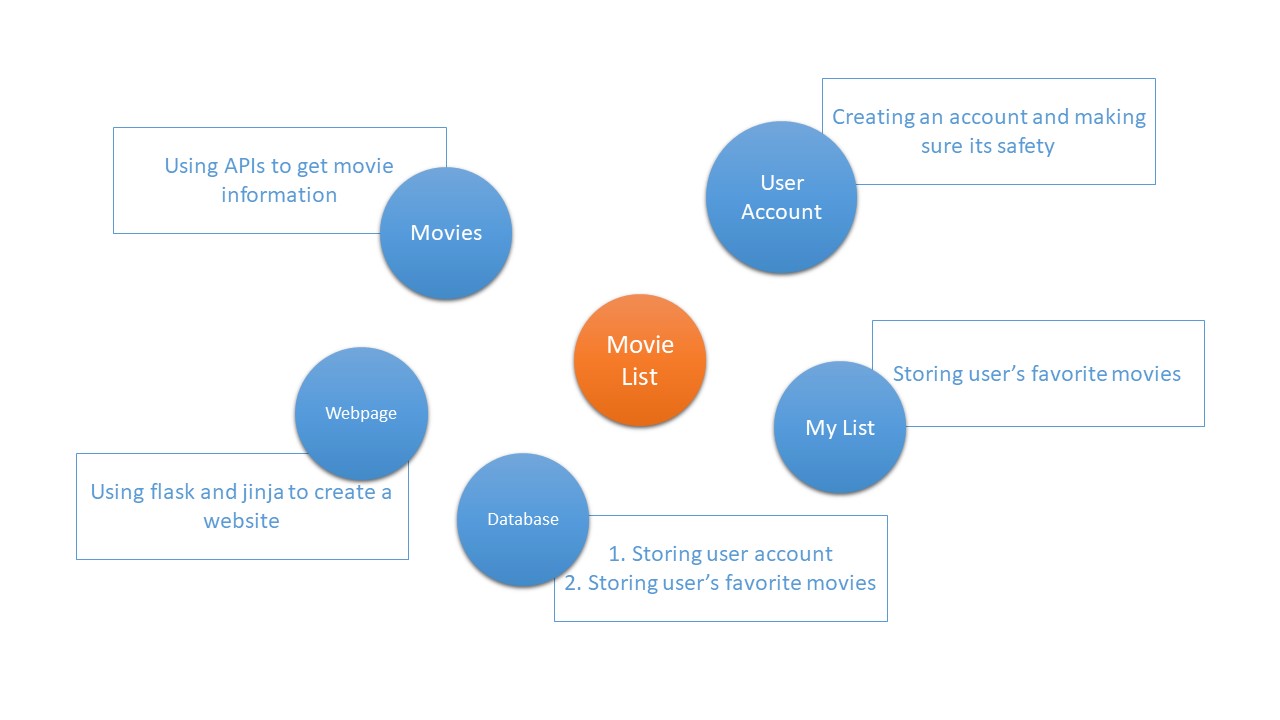 Creating an account and making
sure its safety
User
Account
Using APIs to get movie
information
Movies
Movie
List
Storing user’s favorite movies
My List
Webpage
Using flask and jinja to create a
website
Database
1. Storing user account
2. Storing user’s favorite movies